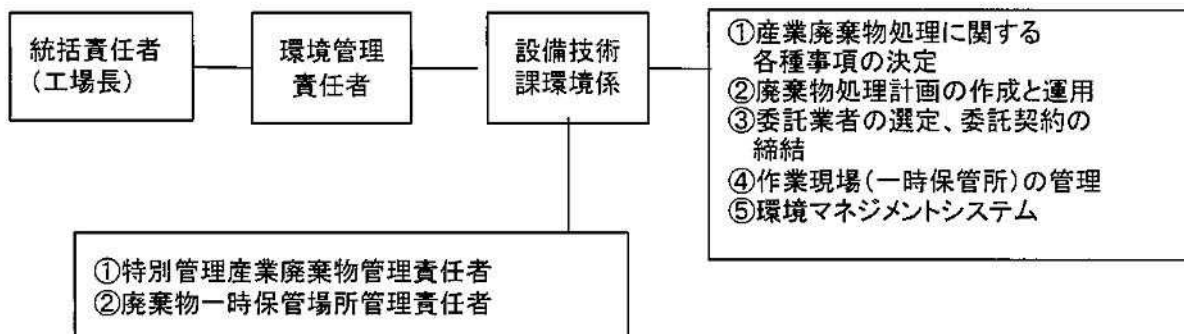 統括責任者
(工場長)
環境管理
責任者
設備技術
課環境係
①産業廃棄物処理に関する
各種事項の決定
②廃棄物処理計画の作成と運用
③委託業者の選定、委託契約の
締結
④作業現場(一時保管所)の管理
⑤環境マネジメントシステム
①特別管理産業廃棄物管理責任者
②廃棄物一時保管場所管理責任者